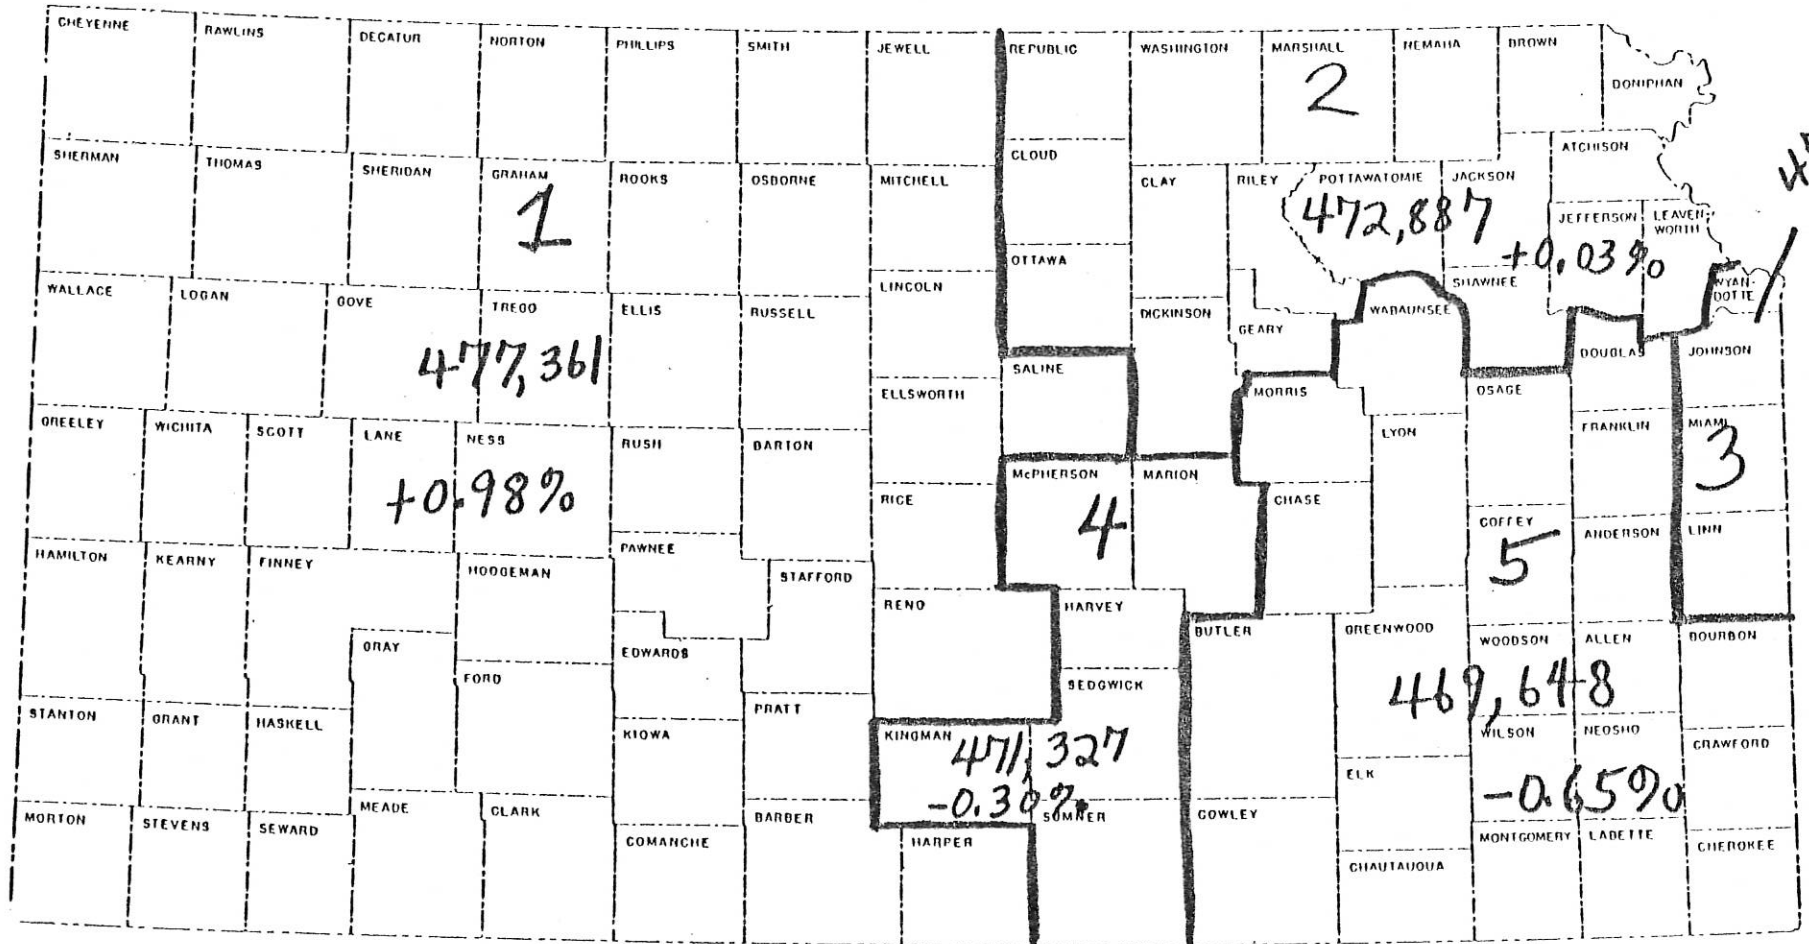 CHEYENNE RAWLINS DECATUR NORTON PHILLIPS SMITH JEWELL REPUBLIC WASHINGTON MARSHALL NEMAHA BROWN
2
DONIPHAN
SHERMAN THOMAS SHERIDAN GRAHAM ROOKS OSBORNE MITCHELL CLOUD CLAY RILEY POTTAWATOMIE JACKSON ATCHISON
1
472,887
JEFFERSON LEAVEN-
WORTH
+0.03%
OTTAWA
WALLACE LOGAN GOVE TREGO ELLIS RUSSELL LINCOLN DICKINSON GEARY WABAUNSEE SHAWNEE WYAN-
DOTTE
477,361
SALINE DOUGLAS JOHNSON
ELLSWORTH MORRIS OSAGE
GREELEY WICHITA SCOTT LANE NESS RUSH BARTON LYON FRANKLIN MIAMI
3
+0.98%
RICE McPHERSON MARION CHASE
4
COFFEY ANDERSON LINN
5
HAMILTON KEARNY FINNEY HODGEMAN PAWNEE STAFFORD
RENO HARVEY BUTLER GREENWOOD WOODSON ALLEN BOURBON
GRAY EDWARDS
FORD SEDGWICK
469,648
STANTON GRANT HASKELL KIOWA PRATT KINGMAN WILSON NEOSHO CRAWFORD
471,327
-0.30%
ELK
-0.65%
MORTON STEVENS SEWARD MEADE CLARK COMANCHE BARBER HARPER SUMNER COWLEY CHAUTAUQUA MONTGOMERY LABETTE CHEROKEE